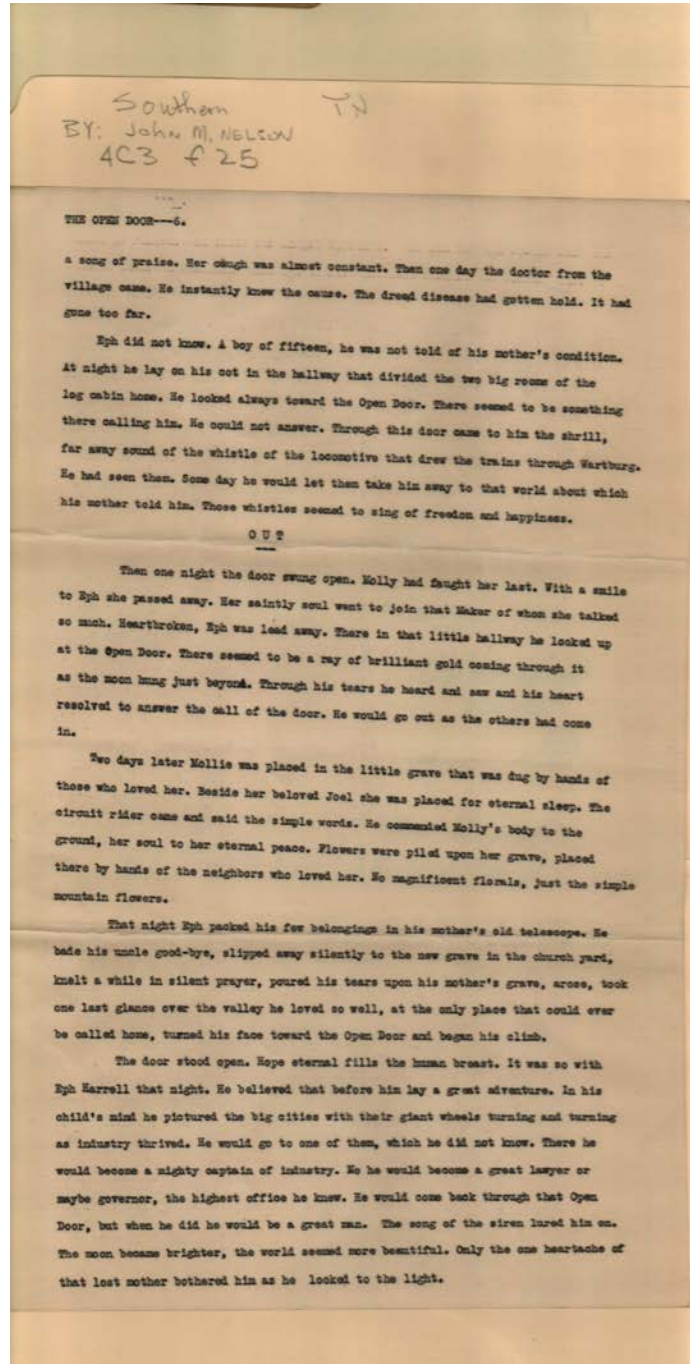 Southern TN
BY: John M. NELSON
4C3 f 25
THE OPEN DOOR---6.
a song of praise. Her cough was almost constant. Then one day the doctor from the
village came. He instantly knew the cause. The dread disease had gotten hold. It had
gone too far.
Eph did not know. A boy of fifteen, he was not told of his mother's condition.
At night he lay on his cot in the hallway that divided the two big rooms of the
log cabin home. He looked always toward the Open Door. There seemed to be something
there calling him. He could not answer. Through this door came to him the shrill,
far away sound of the whistle of the locomotive that drew the trains through Wartburg.
He had seen them. Some day he would let them take him away to that world about which
his mother told him. Those whistles seemed to sing of freedom and happiness.
O U T
Then one night the door swung open. Molly had faught her last. With a smile
to Eph she passed away. Her saintly soul went to join that Maker of whom she talked
so much. Heartbroken, Eph was lead away. There in that little hallway he looked up
at the Open Door. There seemed to be a ray of brilliant gold coming through it
as the moon hung just beyond. Through his tears he heard and saw and his heart
resolved to answer the call of the door. He would go out as the others had come
in.
Two days later Mollie was placed in the little grave that was dug by hands of
those who loved her. Beside her beloved Joel she was placed for eternal sleep. The
circuit rider came and said the simple words. He commended Molly's body to the
ground, her soul to her eternal peace. Flowers were piled upon her grave, placed
there by hands of the neighbors who loved her. No magnificent florals, just the simple
mountain flowers.
That night Eph packed his few belongings in his mother's old telescope. He
bade his uncle good-bye, slipped away silently to the new grave in the church yard,
knelt a while in silent prayer, poured his tears upon his mother's grave, arose, took
one last glance over the valley he loved so well, at the only place that could ever
be called home, turned his face toward the Open Door and began his climb.
The door stood open. Hope eternal fills the human breast. It was so with
Eph Harrell that night. He believed that before him lay a great adventure. In his
child's mind he pictured the big cities with their giant wheels turning and turning
as industry thrived. He would go to one of them, which he did not know. There he
would become a mighty captain of industry. No he would become a great lawyer or
maybe governor, the highest office he knew. He would come back through that Open
Door, but when he did he would be a great man. The song of the siren lured him on.
The moon became brighter, the world seemed more beautiful. Only the one heartache of
that lost mother bothered him as he looked to the light.